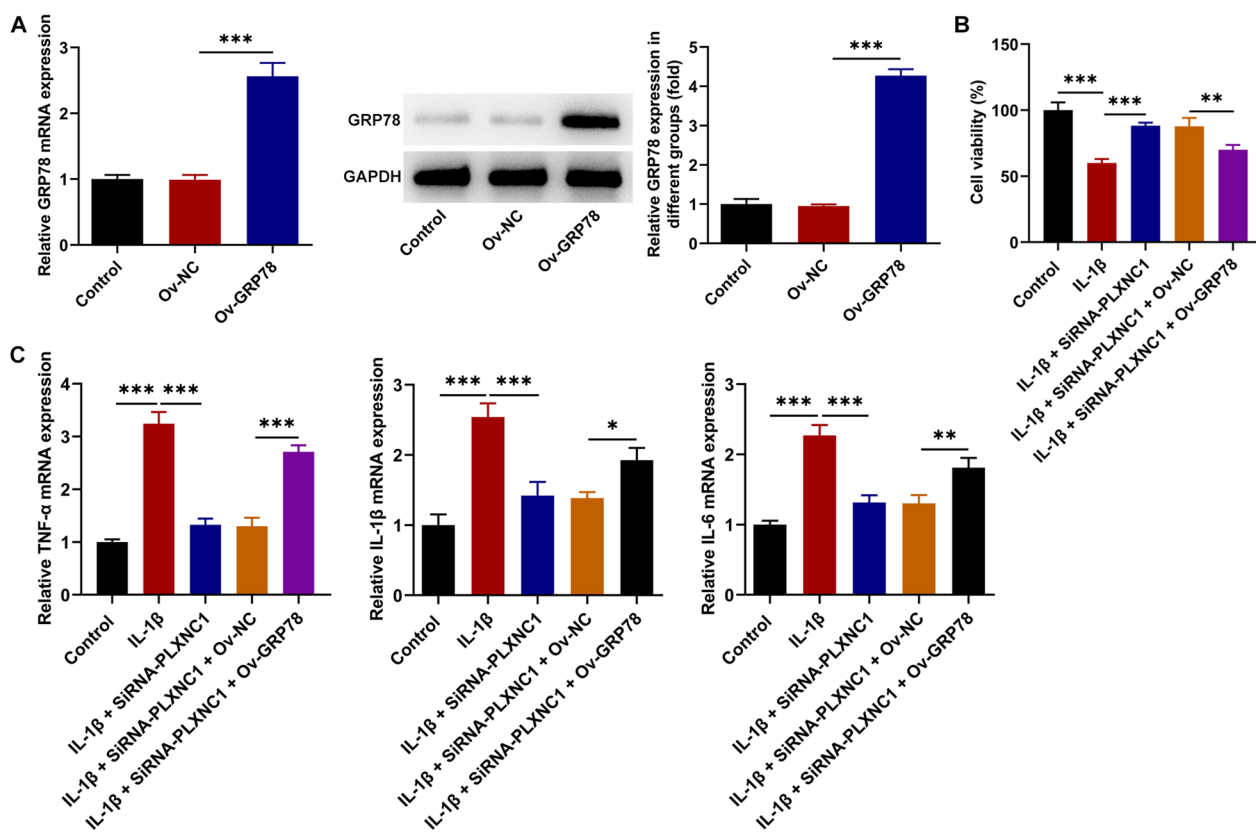 A
Relative GRP78 mRNA expression
3
2
1
0
***
Control
Ov-NC
Ov-GRP78
GRP78
GAPDH
Control
Ov-NC
Ov-GRP78
Relative GRP78 expression in
different groups (fold)
5
4
3
2
1
0
***
Control
Ov-NC
Ov-GRP78
B
Cell viability (%)
150
100
50
0
***
***
**
Control
IL-1β
IL-1β + SiRNA-PLXNC1
IL-1β + SiRNA-PLXNC1 + Ov-NC
IL-1β + SiRNA-PLXNC1 + Ov-GRP78
C
Relative TNF-α mRNA expression
4
3
2
1
0
***
***
***
Control
IL-1β
IL-1β + SiRNA-PLXNC1
IL-1β + SiRNA-PLXNC1 + Ov-NC
IL-1β + SiRNA-PLXNC1 + Ov-GRP78
Relative IL-1β mRNA expression
3
2
1
0
***
***
*
Control
IL-1β
IL-1β + SiRNA-PLXNC1
IL-1β + SiRNA-PLXNC1 + Ov-NC
IL-1β + SiRNA-PLXNC1 + Ov-GRP78
Relative IL-6 mRNA expression
3
2
1
0
***
***
**
Control
IL-1β
IL-1β + SiRNA-PLXNC1
IL-1β + SiRNA-PLXNC1 + Ov-NC
IL-1β + SiRNA-PLXNC1 + Ov-GRP78